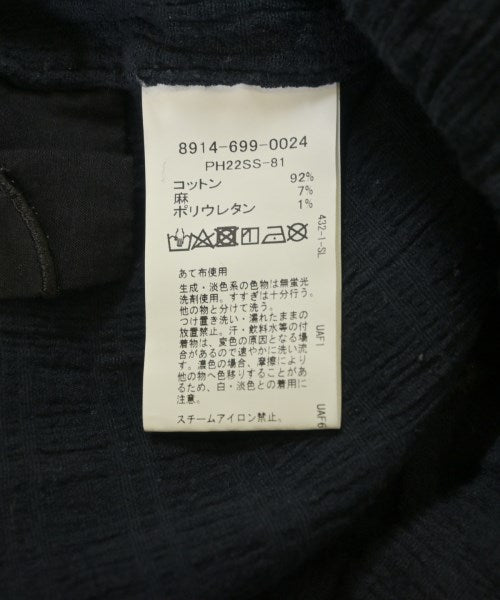 8914-699-0024
PH22SS-81
コットン 92%
麻 7%
ポリウレタン 1%
あて布使用
生成・淡色系の色物は無蛍光
洗剤使用。すすぎは十分行う。
他の物と分けて洗う。
つけ置き洗い・濡れたままの
放置禁止。汗・飲料水等の付
着物は、変色の原因となる場
合があるので速やかに洗い流
す。濃色の場合、摩擦により
他の物へ色移りすることがあ
るため、白・淡色との着用に
注意。
スチームアイロン禁止。
432-1-SL
UAF1
UAF6